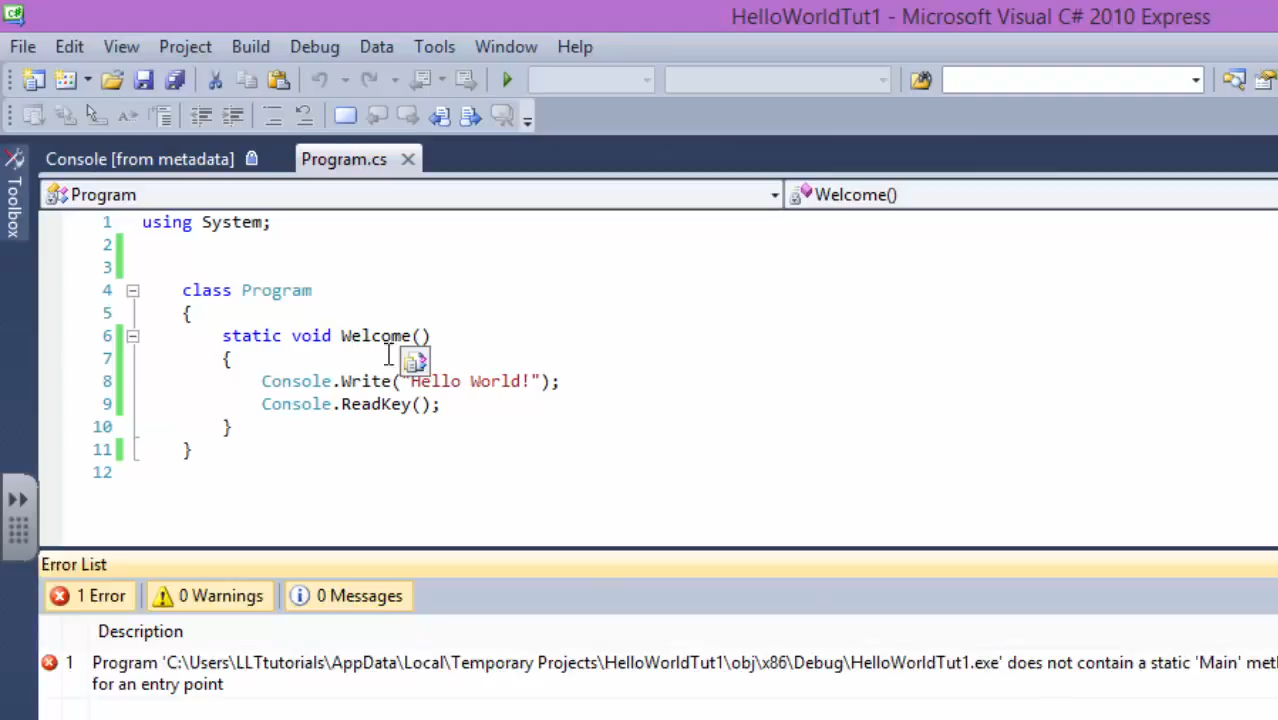 HelloWorldTut1 - Microsoft Visual C# 2010 Express
File Edit View Project Build Debug Data Tools Window Help
Console [from metadata] Program.cs
Toolbox
Program Welcome()
1 using System;
2
3
4 class Program
5 {
6 static void Welcome()
7 {
8 Console.Write("Hello World!");
9 Console.ReadKey();
10 }
11 }
12
Error List
1 Error 0 Warnings 0 Messages
Description
1 Program 'C:\Users\LLTtutorials\AppData\Local\Temporary Projects\HelloWorldTut1\obj\x86\Debug\HelloWorldTut1.exe' does not contain a static 'Main' met
for an entry point